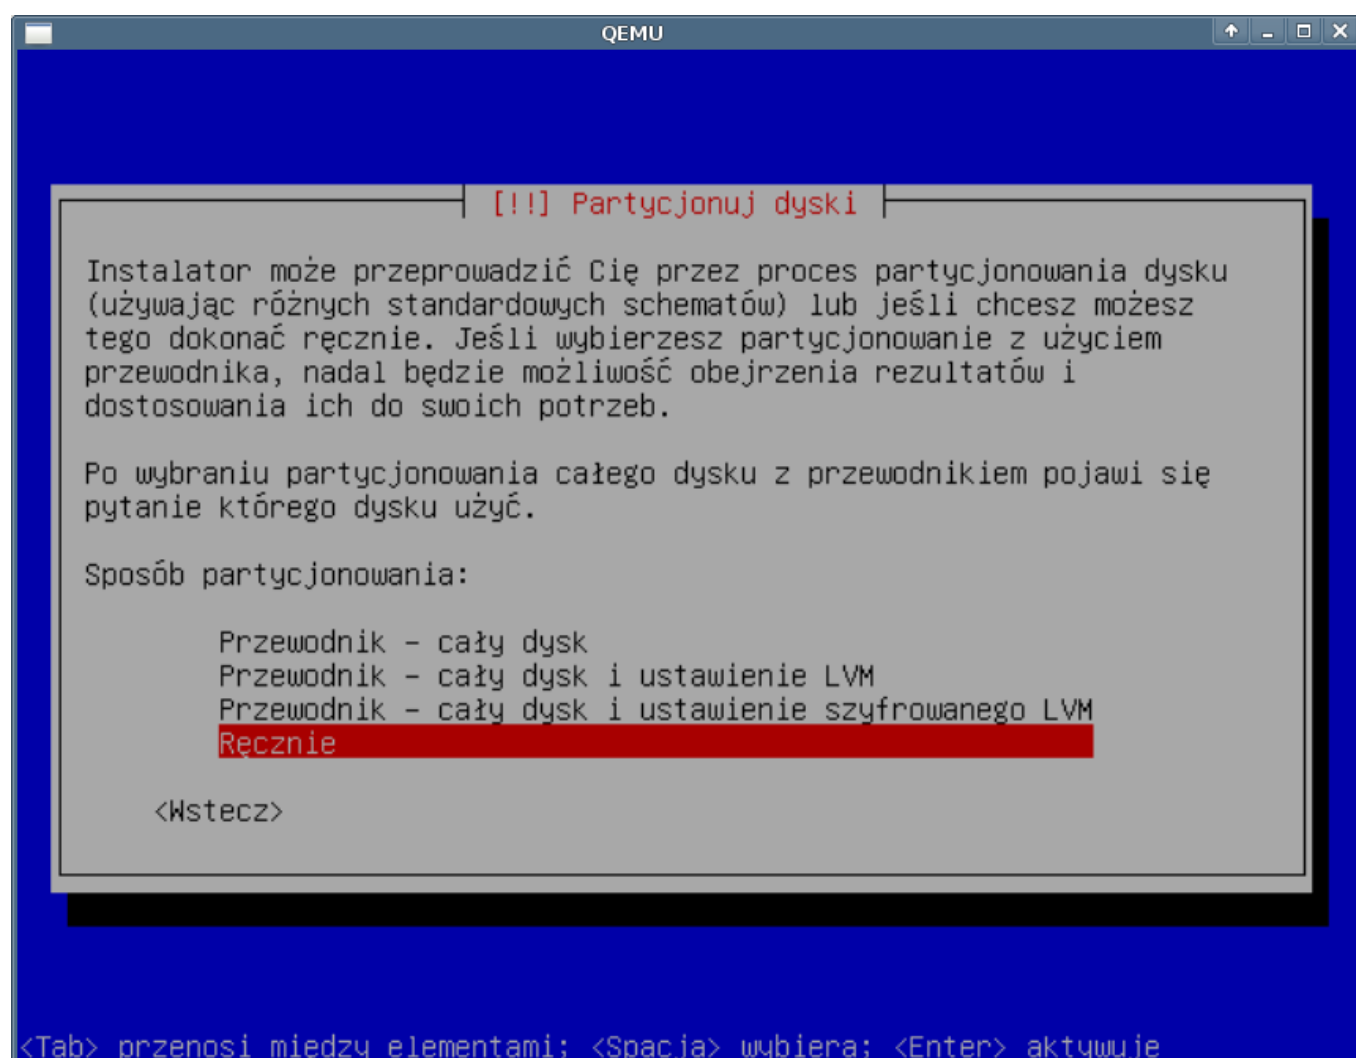 QEMU
[!!] Partycjonuj dyski
Instalator może przeprowadzić Cię przez proces partycjonowania dysku
(używając różnych standardowych schematów) lub jeśli chcesz możesz
tego dokonać ręcznie. Jeśli wybierzesz partycjonowanie z użyciem
przewodnika, nadal będzie możliwość obejrzenia rezultatów i
dostosowania ich do swoich potrzeb.
Po wybraniu partycjonowania całego dysku z przewodnikiem pojawi się
pytanie którego dysku użyć.
Sposób partycjonowania:
Przewodnik – cały dysk
Przewodnik – cały dysk i ustawienie LVM
Przewodnik – cały dysk i ustawienie szyfrowanego LVM
Ręcznie
<Wstecz>
<Tab> przenosi między elementami; <Spacja> wybiera; <Enter> aktywuje